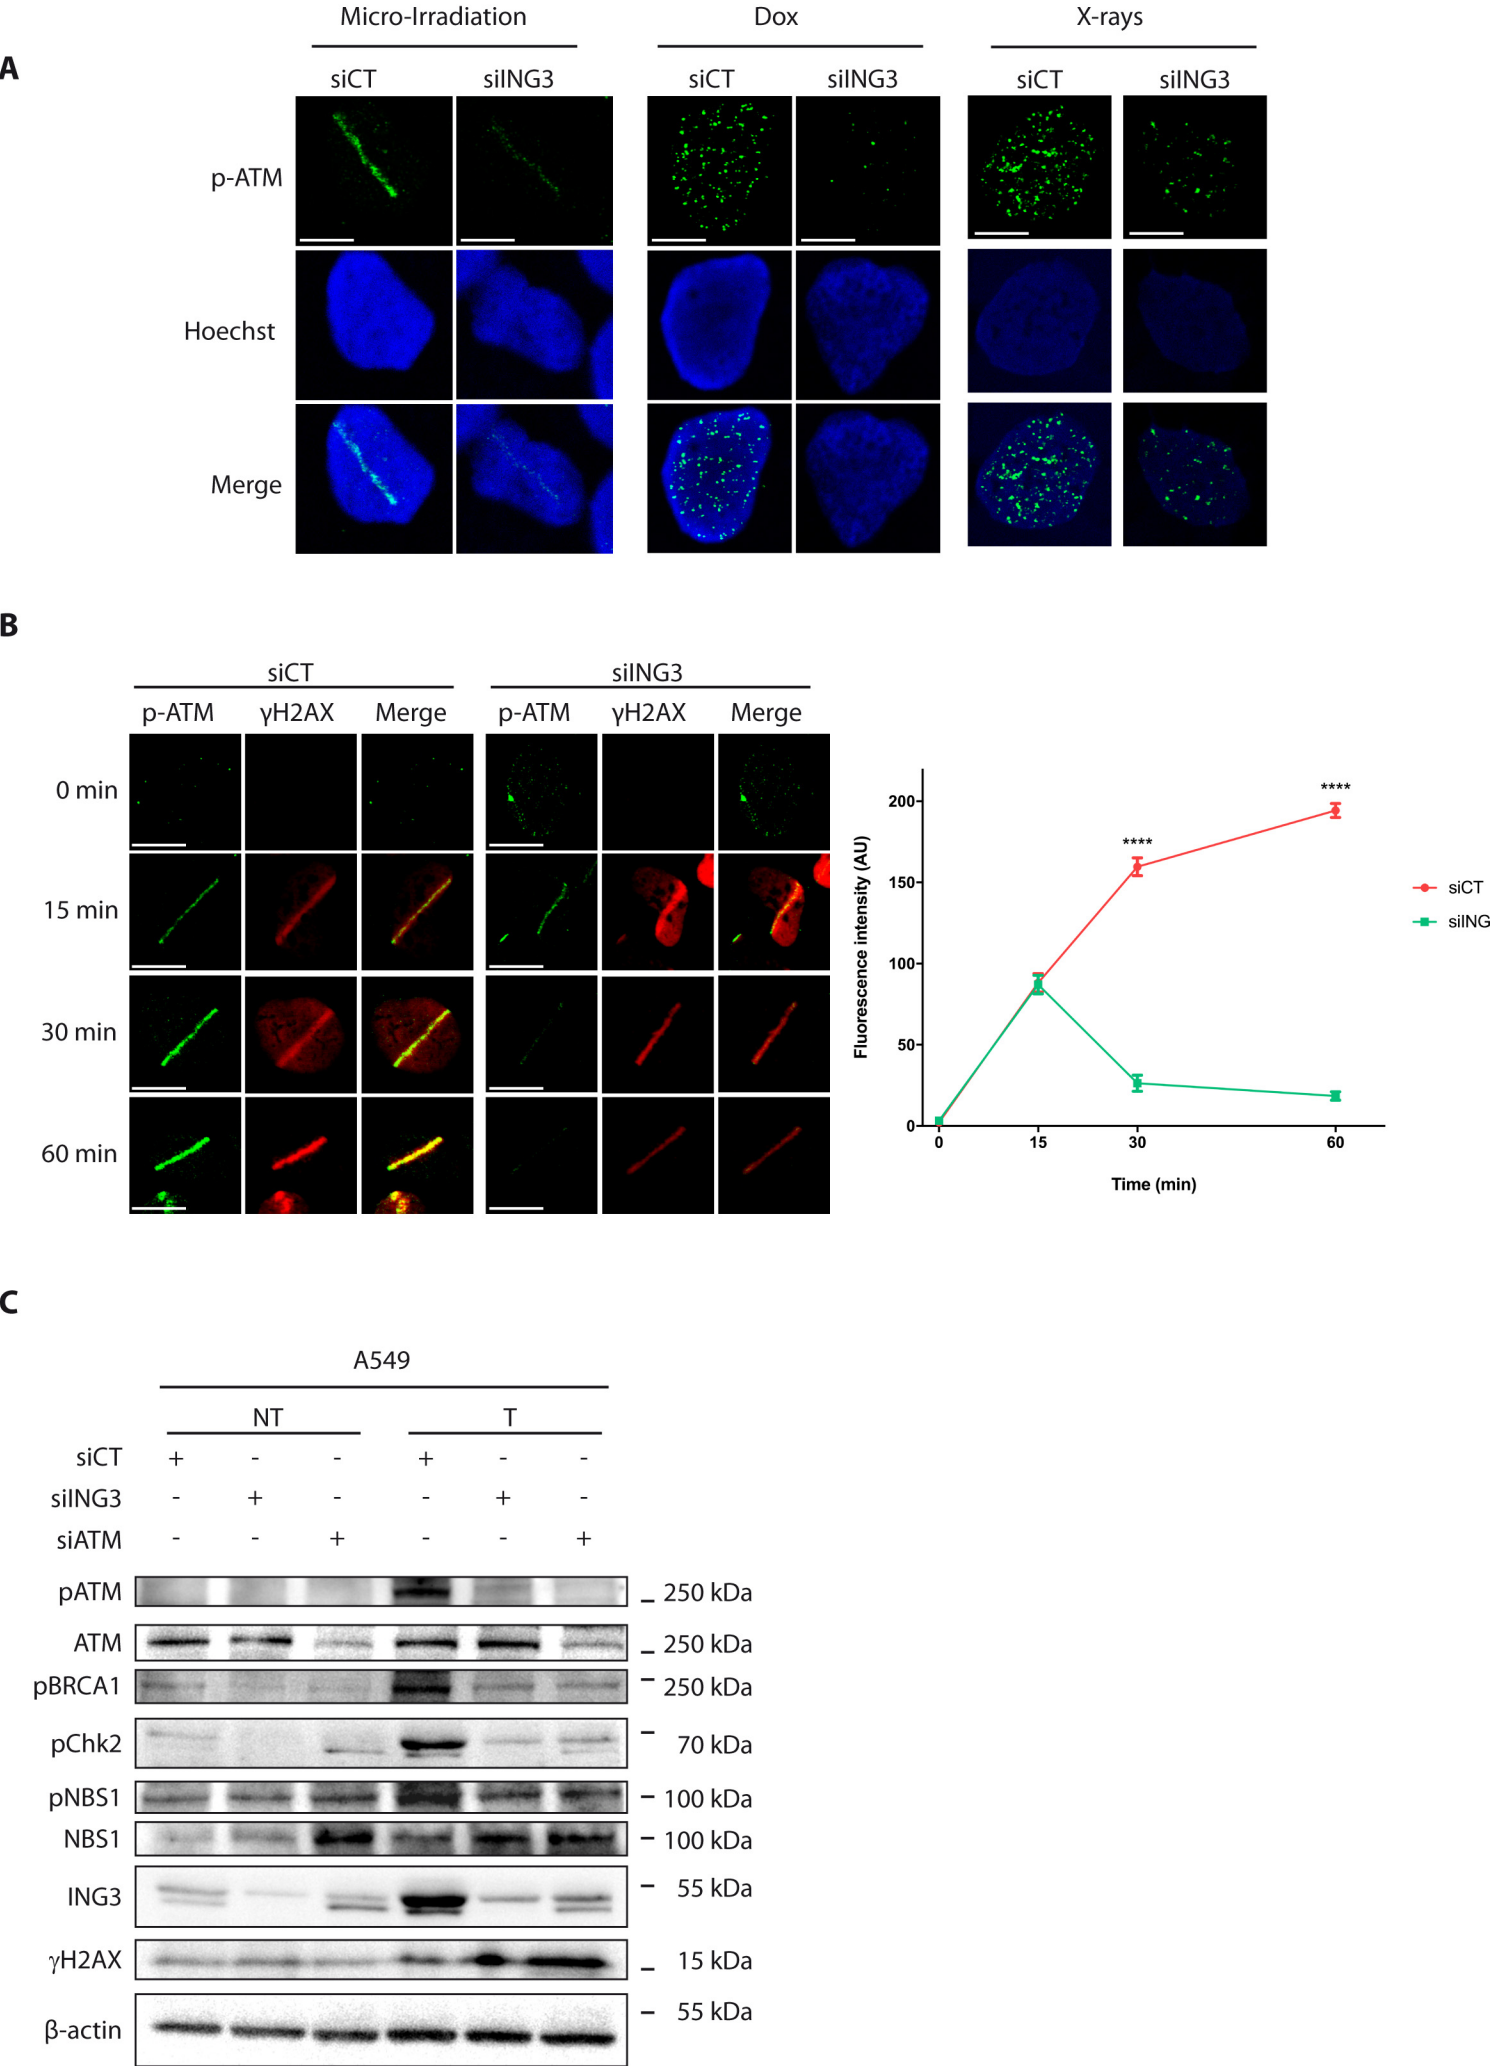 A
Micro-Irradiation Dox X-rays
siCT siING3 siCT siING3 siCT siING3
p-ATM
Hoechst
Merge
B
siCT siING3
p-ATM γH2AX Merge p-ATM γH2AX Merge
0 min
15 min
30 min
60 min
Fluorescence intensity (AU)
200
150
100
50
0
0 15 30 60
Time (min)
****
****
siCT
siING
C
A549
NT T
siCT + - - + - -
siING3 - + - - + -
siATM - - + - - +
pATM 250 kDa
ATM 250 kDa
pBRCA1 250 kDa
pChk2 70 kDa
pNBS1 100 kDa
NBS1 100 kDa
ING3 55 kDa
γH2AX 15 kDa
β-actin 55 kDa